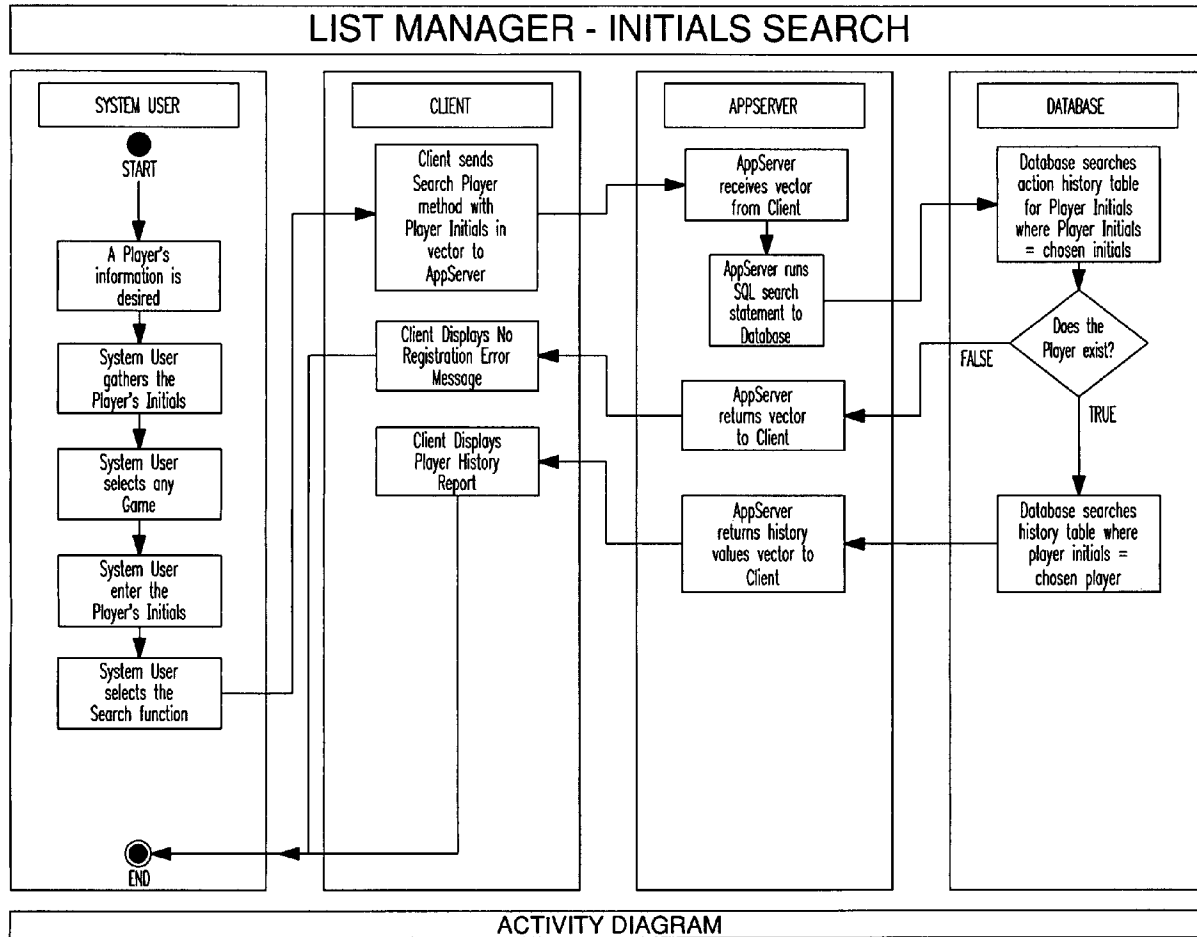 LIST MANAGER - INITIALS SEARCH
SYSTEM USER
START
A Player's
information is
desired
System User
gathers the
Player's Initials
System User
selects any
Game
System User
enter the
Player's Initials
System User
selects the
Search function
END
CLIENT
Client sends
Search Player
method with
Player Initials in
vector to
AppServer
Client Displays No
Registration Error
Message
Client Displays
Player History
Report
APPSERVER
AppServer
receives vector
from Client
AppServer runs
SQL search
statement to
Database
AppServer
returns vector
to Client
AppServer
returns history
values vector to
Client
DATABASE
Database searches
action history table
for Player Initials
where Player Initials
= chosen initials
Does the
Player exist?
FALSE
TRUE
Database searches
history table where
player initials =
chosen player
ACTIVITY DIAGRAM